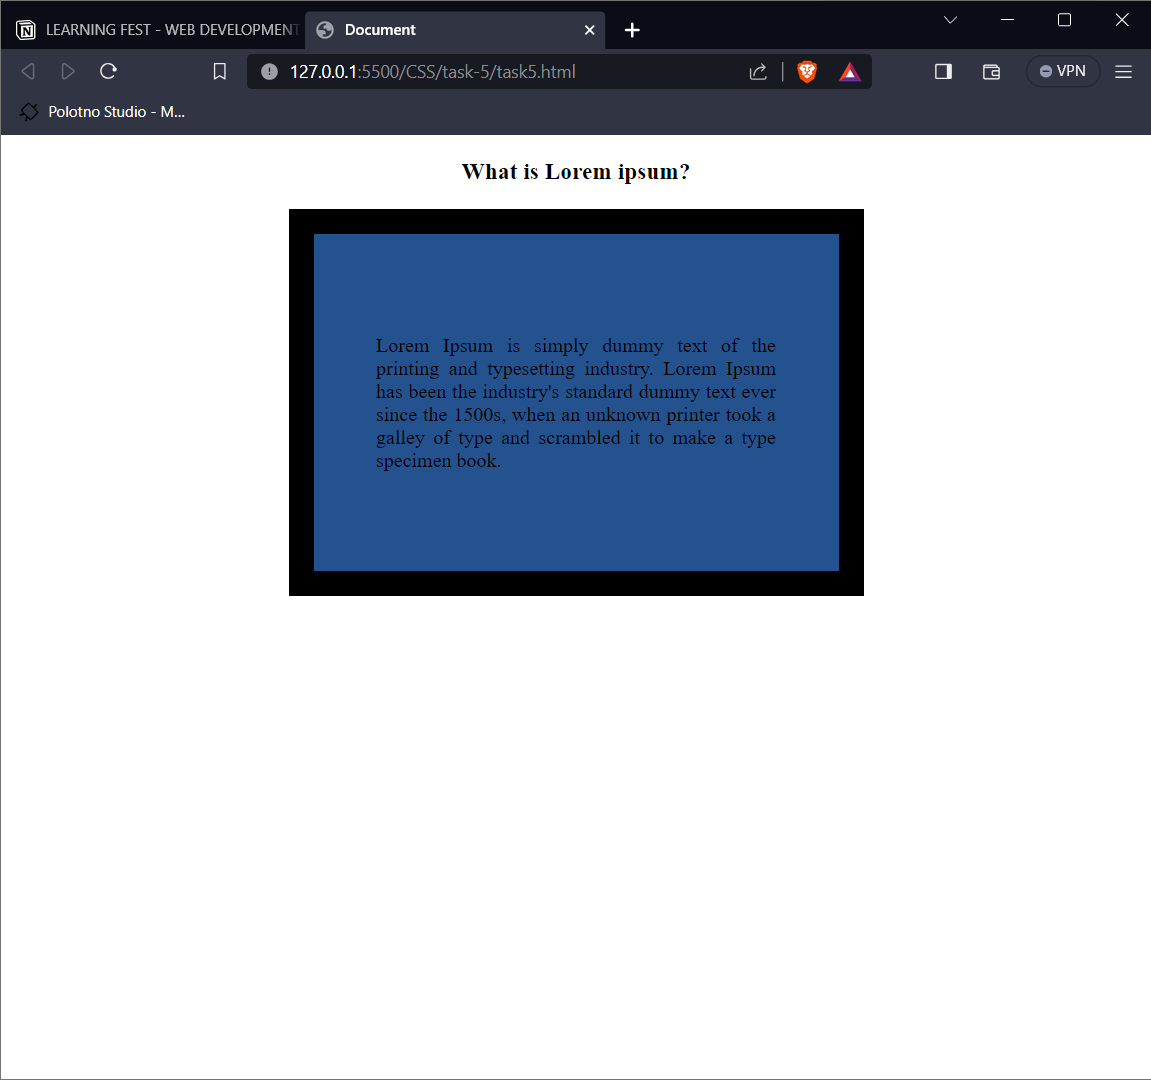 LEARNING FEST - WEB DEVELOPMENT
Document
127.0.0.1:5500/CSS/task-5/task5.html
VPN
Polotno Studio - M...
What is Lorem ipsum?
Lorem Ipsum is simply dummy text of the
printing and typesetting industry. Lorem Ipsum
has been the industry's standard dummy text ever
since the 1500s, when an unknown printer took a
galley of type and scrambled it to make a type
specimen book.